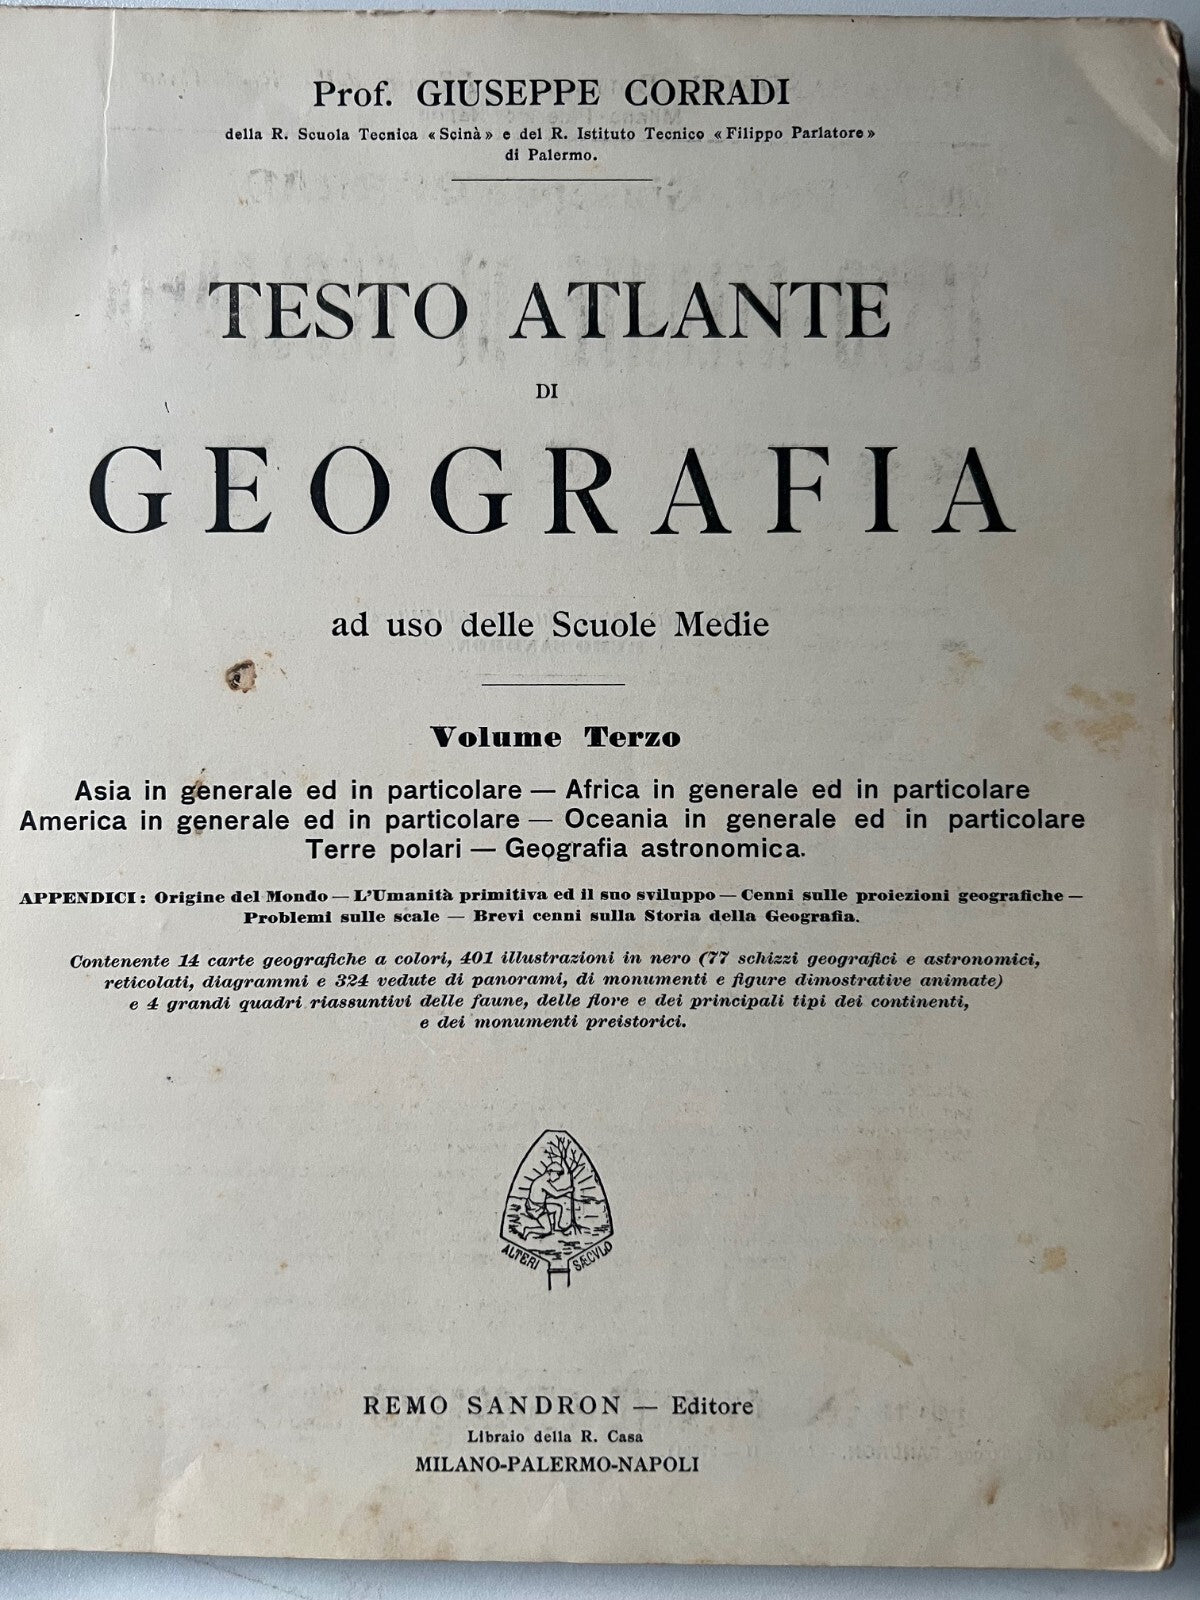 Prof. GIUSEPPE CORRADI
della R. Scuola Tecnica «Scinà» e del R. Istituto Tecnico «Filippo Parlatore»
di Palermo.
TESTO ATLANTE
DI
GEOGRAFIA
ad uso delle Scuole Medie
Volume Terzo
Asia in generale ed in particolare — Africa in generale ed in particolare
America in generale ed in particolare — Oceania in generale ed in particolare
Terre polari — Geografia astronomica.
APPENDICI: Origine del Mondo — L'Umanità primitiva ed il suo sviluppo — Cenni sulle proiezioni geografiche —
Problemi sulle scale — Brevi cenni sulla Storia della Geografia.
Contenente 14 carte geografiche a colori, 401 illustrazioni in nero (77 schizzi geografici e astronomici,
reticolati, diagrammi e 324 vedute di panorami, di monumenti e figure dimostrative animate)
e 4 grandi quadri riassuntivi delle faune, delle flore e dei principali tipi dei continenti,
e dei monumenti preistorici.
ALTERI SÆCVLO
REMO SANDRON — Editore
Libraio della R. Casa
MILANO-PALERMO-NAPOLI